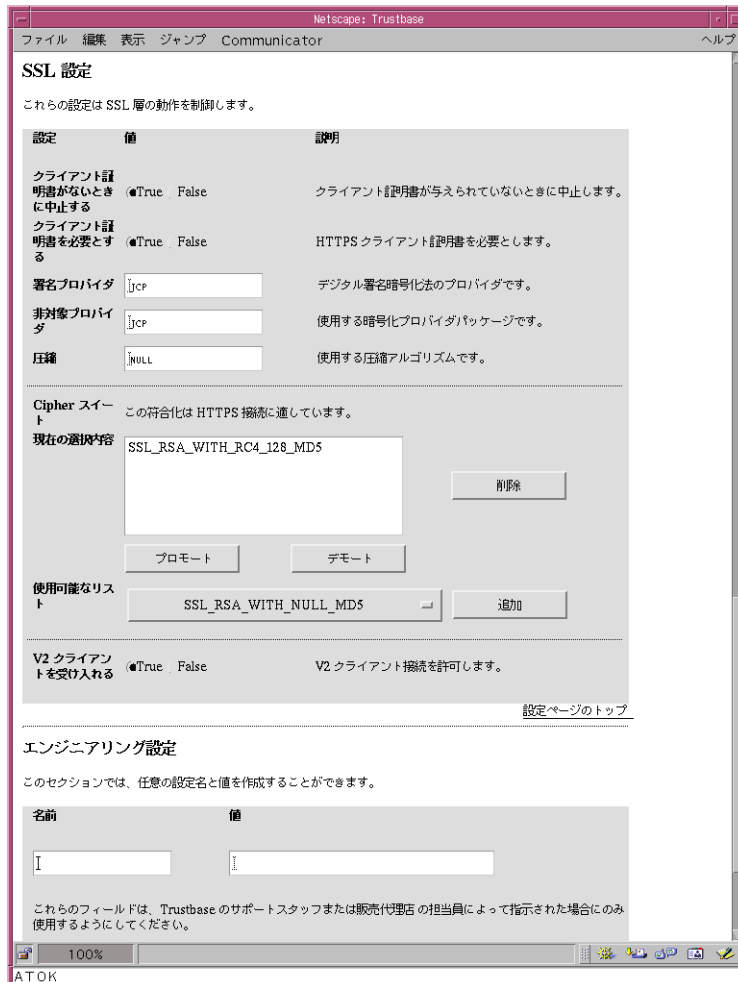 Netscape: Trustbase
ファイル 編集 表示 ジャンプ Communicator ヘルプ
SSL 設定
これらの設定は SSL 層の動作を制御します。
設定 値 説明
クライアント証
明書がないとき
に中止する
True False
クライアント証明書が与えられていないときに中止します。
クライアント証
明書を必要とす
る
True False
HTTPS クライアント証明書を必要とします。
署名プロバイダ
JCP
デジタル署名暗号化法のプロバイダです。
非対象プロバイ
ダ
JCP
使用する暗号化プロバイダパッケージです。
圧縮
NULL
使用する圧縮アルゴリズムです。
Cipher スイー
ト
この符合化は HTTPS 接続に適しています。
現在の選択内容
SSL_RSA_WITH_RC4_128_MD5
削除
プロモート デモート
使用可能なリス
ト
SSL_RSA_WITH_NULL_MD5
追加
V2 クライアン
トを受け入れる
True False
V2 クライアント接続を許可します。
設定ページのトップ
エンジニアリング設定
このセクションでは、任意の設定名と値を作成することができます。
名前 値
これらのフィールドは、Trustbase のサポートスタッフまたは販売代理店 の担当員によって指示された場合にのみ
使用するようにしてください。
100%
ATOK